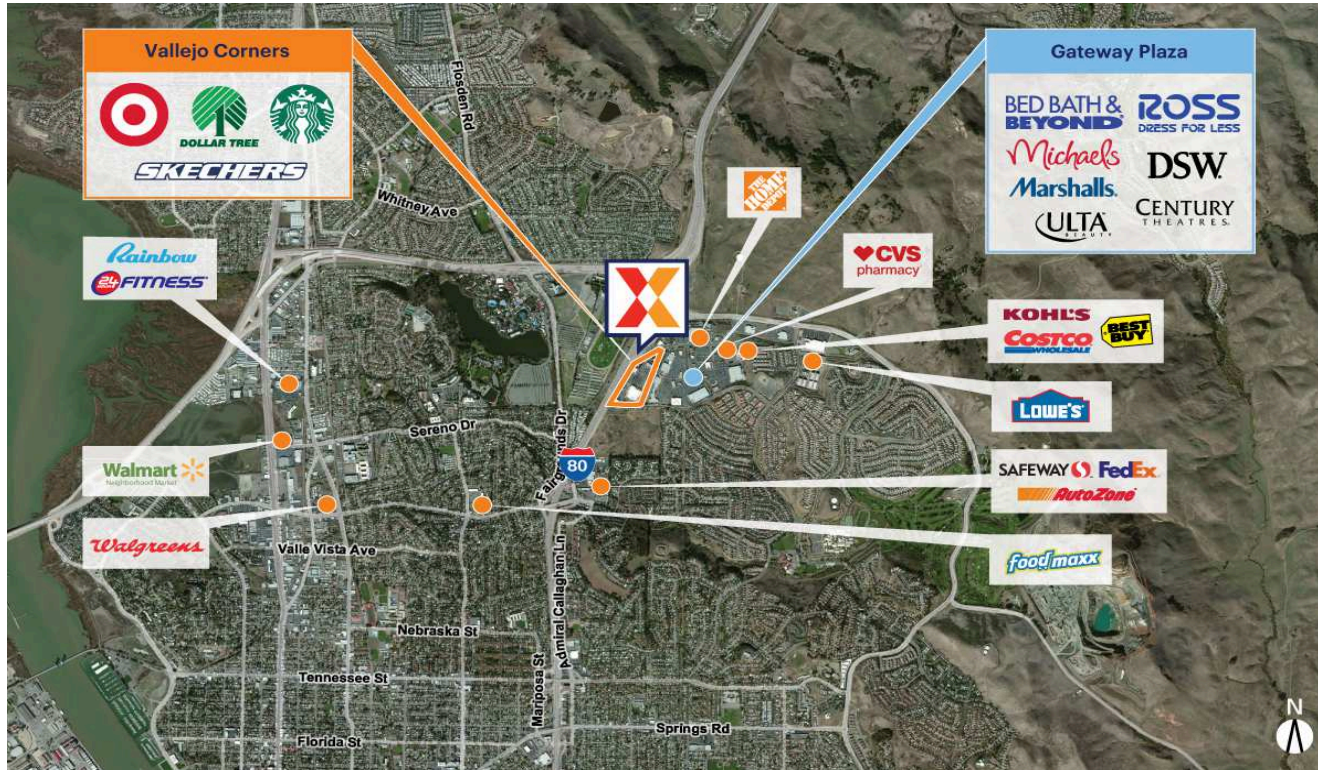 Vallejo Corners
DOLLAR TREE
SKECHERS
Gateway Plaza
BED BATH &
BEYOND
ROSS
DRESS FOR LESS
Michaels
DSW
Marshalls.
ULTA
BEAUTY
CENTURY
THEATRES.
Flosden Rd
Whitney Ave
THE
HOME
DEPOT
Rainbow
24
FITNESS
CVS
pharmacy
KOHL'S
COSTCO
WHOLESALE
BEST
BUY
LOWE'S
Sereno Dr
Fairgrounds Dr
80
Walmart
Neighborhood Market
SAFEWAY
FedEx
AutoZone
Walgreens
Valle Vista Ave
foodmaxx
Admiral Callaghan Ln
Nebraska St
Mariposa St
Tennessee St
Springs Rd
Florida St
N